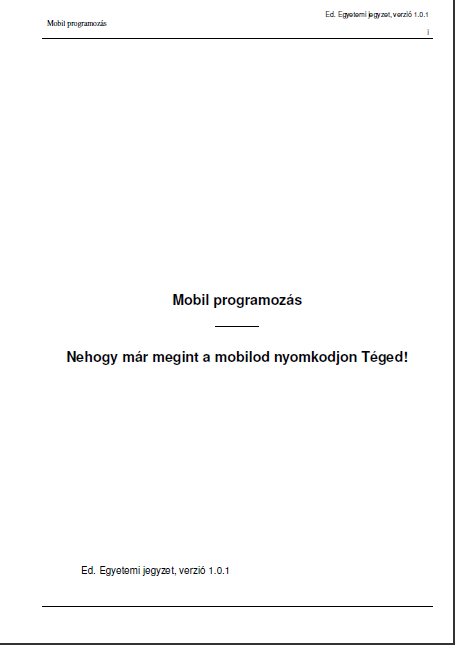 Mobil programozás
Ed. Egyetemi jegyzet, verzió 1.0.1
i
Mobil programozás
Nehogy már megint a mobilod nyomkodjon Téged!
Ed. Egyetemi jegyzet, verzió 1.0.1